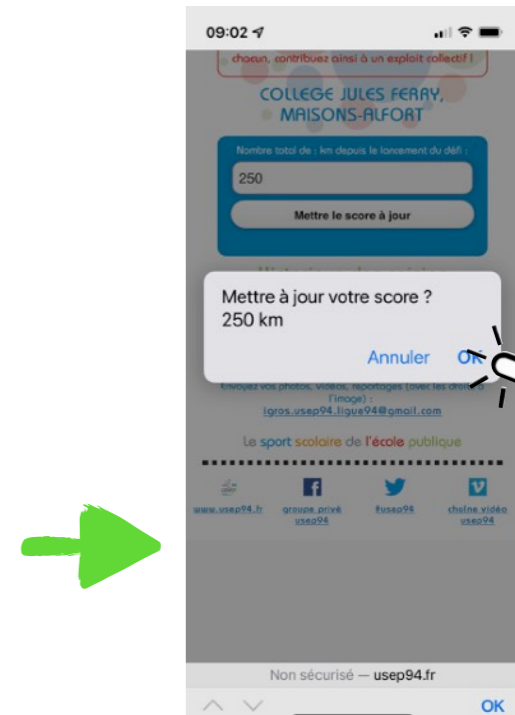 09:02
chacun, contribuez ainsi à un exploit collectif !
COLLEGE JULES FERRY,
MAISONS-ALFORT
Nombre total de : km depuis le lancement du défi :
250
Mettre le score à jour
Mettre à jour votre score ?
250 km
Annuler OK
Envoyez vos photos, vidéos, reportages (avec les droits à
l'image) :
igros.usep94.ligue94@gmail.com
Le sport scolaire de l'école publique
www.usep94.fr
groupe privé
usep94
#usep94
chaîne vidéo
usep94
Non sécurisé — usep94.fr
OK